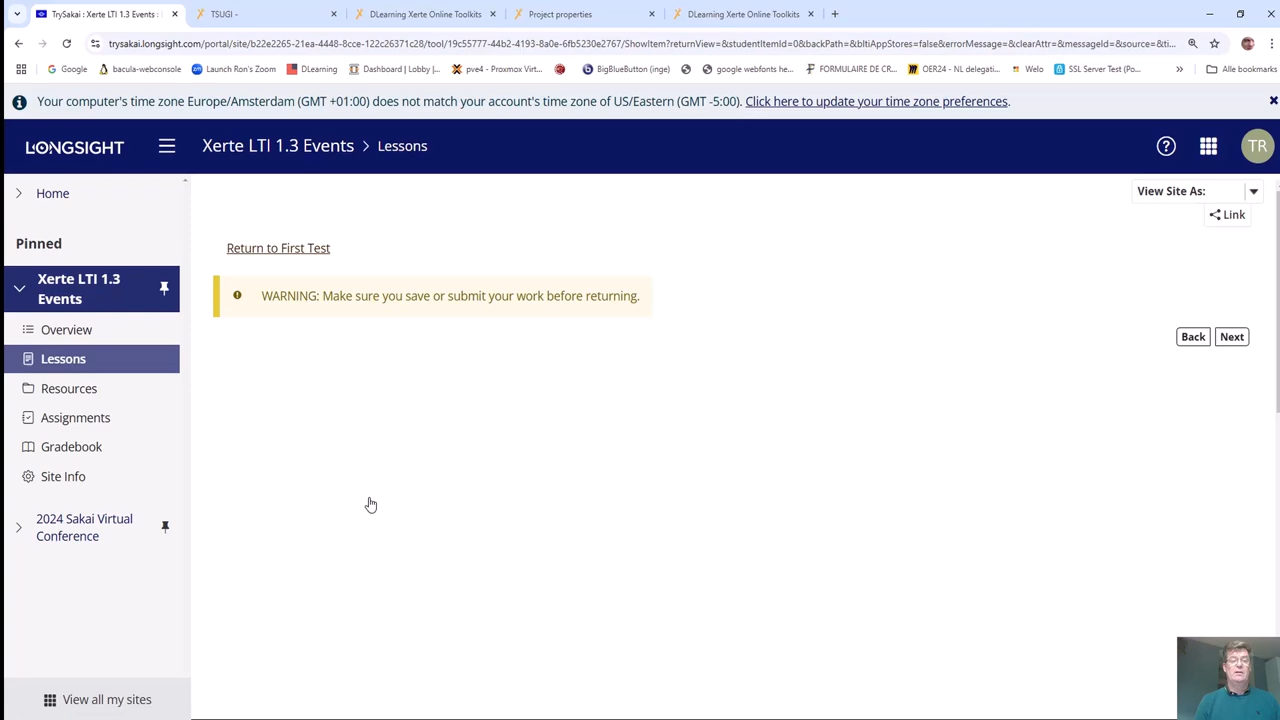 TrySakai : Xerte LTI 1.3 Events :
TSUGI -
DLearning Xerte Online Toolkits
Project properties
DLearning Xerte Online Toolkits
trysakai.longsight.com/portal/site/b22e2265-21ea-4448-8cce-122c26371c28/tool/19c55777-44b2-4193-8a0e-6fb5230e2767/ShowItem?returnView=&studentItemId=0&backPath=&bltiAppStores=false&errorMessage=&clearAttr=&messageId=&source=&ti...
Google
bacula-webconsole
Launch Ron's Zoom
DLearning
Dashboard | Lobby |...
pve4 - Proxmox Virt...
BigBlueButton (inge)
google webfonts he...
FORMULAIRE DE CR...
OER24 - NL delegati...
Welo
SSL Server Test (Po...
All bookmarks
Your computer's time zone Europe/Amsterdam (GMT +01:00) does not match your account's time zone of US/Eastern (GMT -5:00). Click here to update your time zone preferences.
LONGSIGHT
Xerte LTI 1.3 Events > Lessons
TR
Home
View Site As:
Link
Pinned
Return to First Test
Xerte LTI 1.3
Events
WARNING: Make sure you save or submit your work before returning.
Overview
Back
Next
Lessons
Resources
Assignments
Gradebook
Site Info
2024 Sakai Virtual
Conference
View all my sites